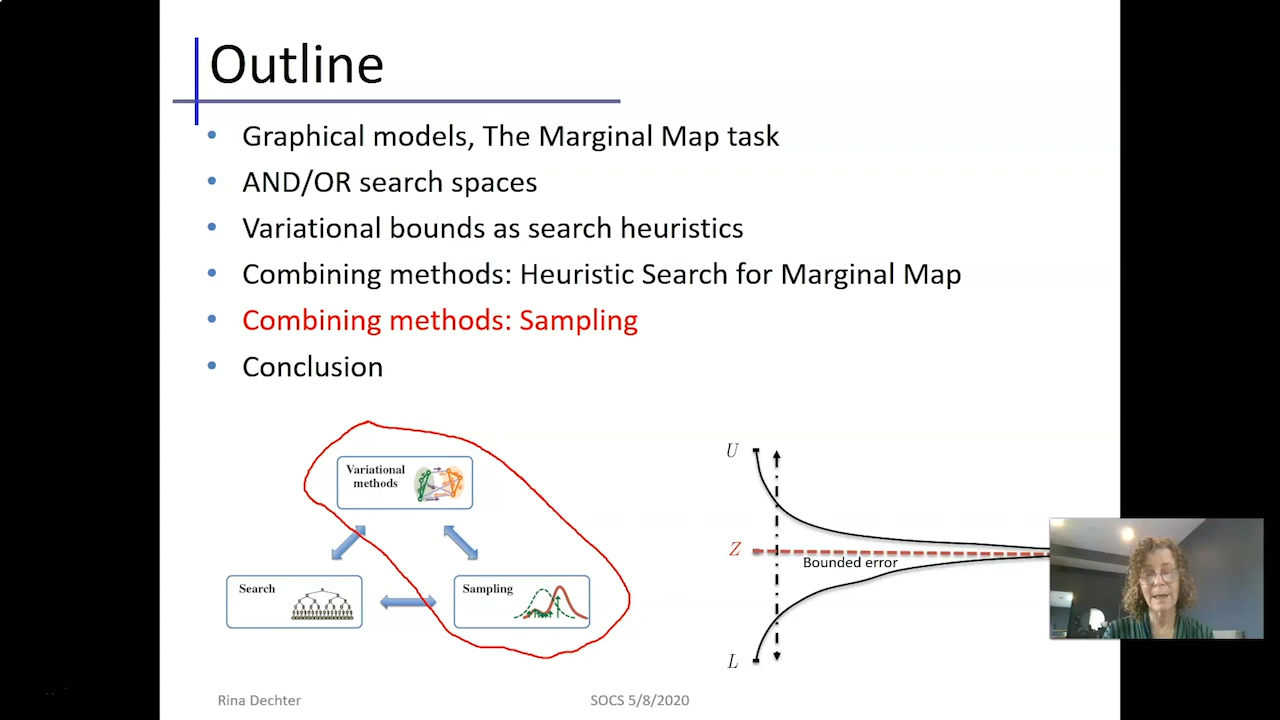 Outline
• Graphical models, The Marginal Map task
• AND/OR search spaces
• Variational bounds as search heuristics
• Combining methods: Heuristic Search for Marginal Map
• Combining methods: Sampling
• Conclusion
Variational
methods
Search
Sampling
U
Z
Bounded error
L
Rina Dechter
SOCS 5/8/2020